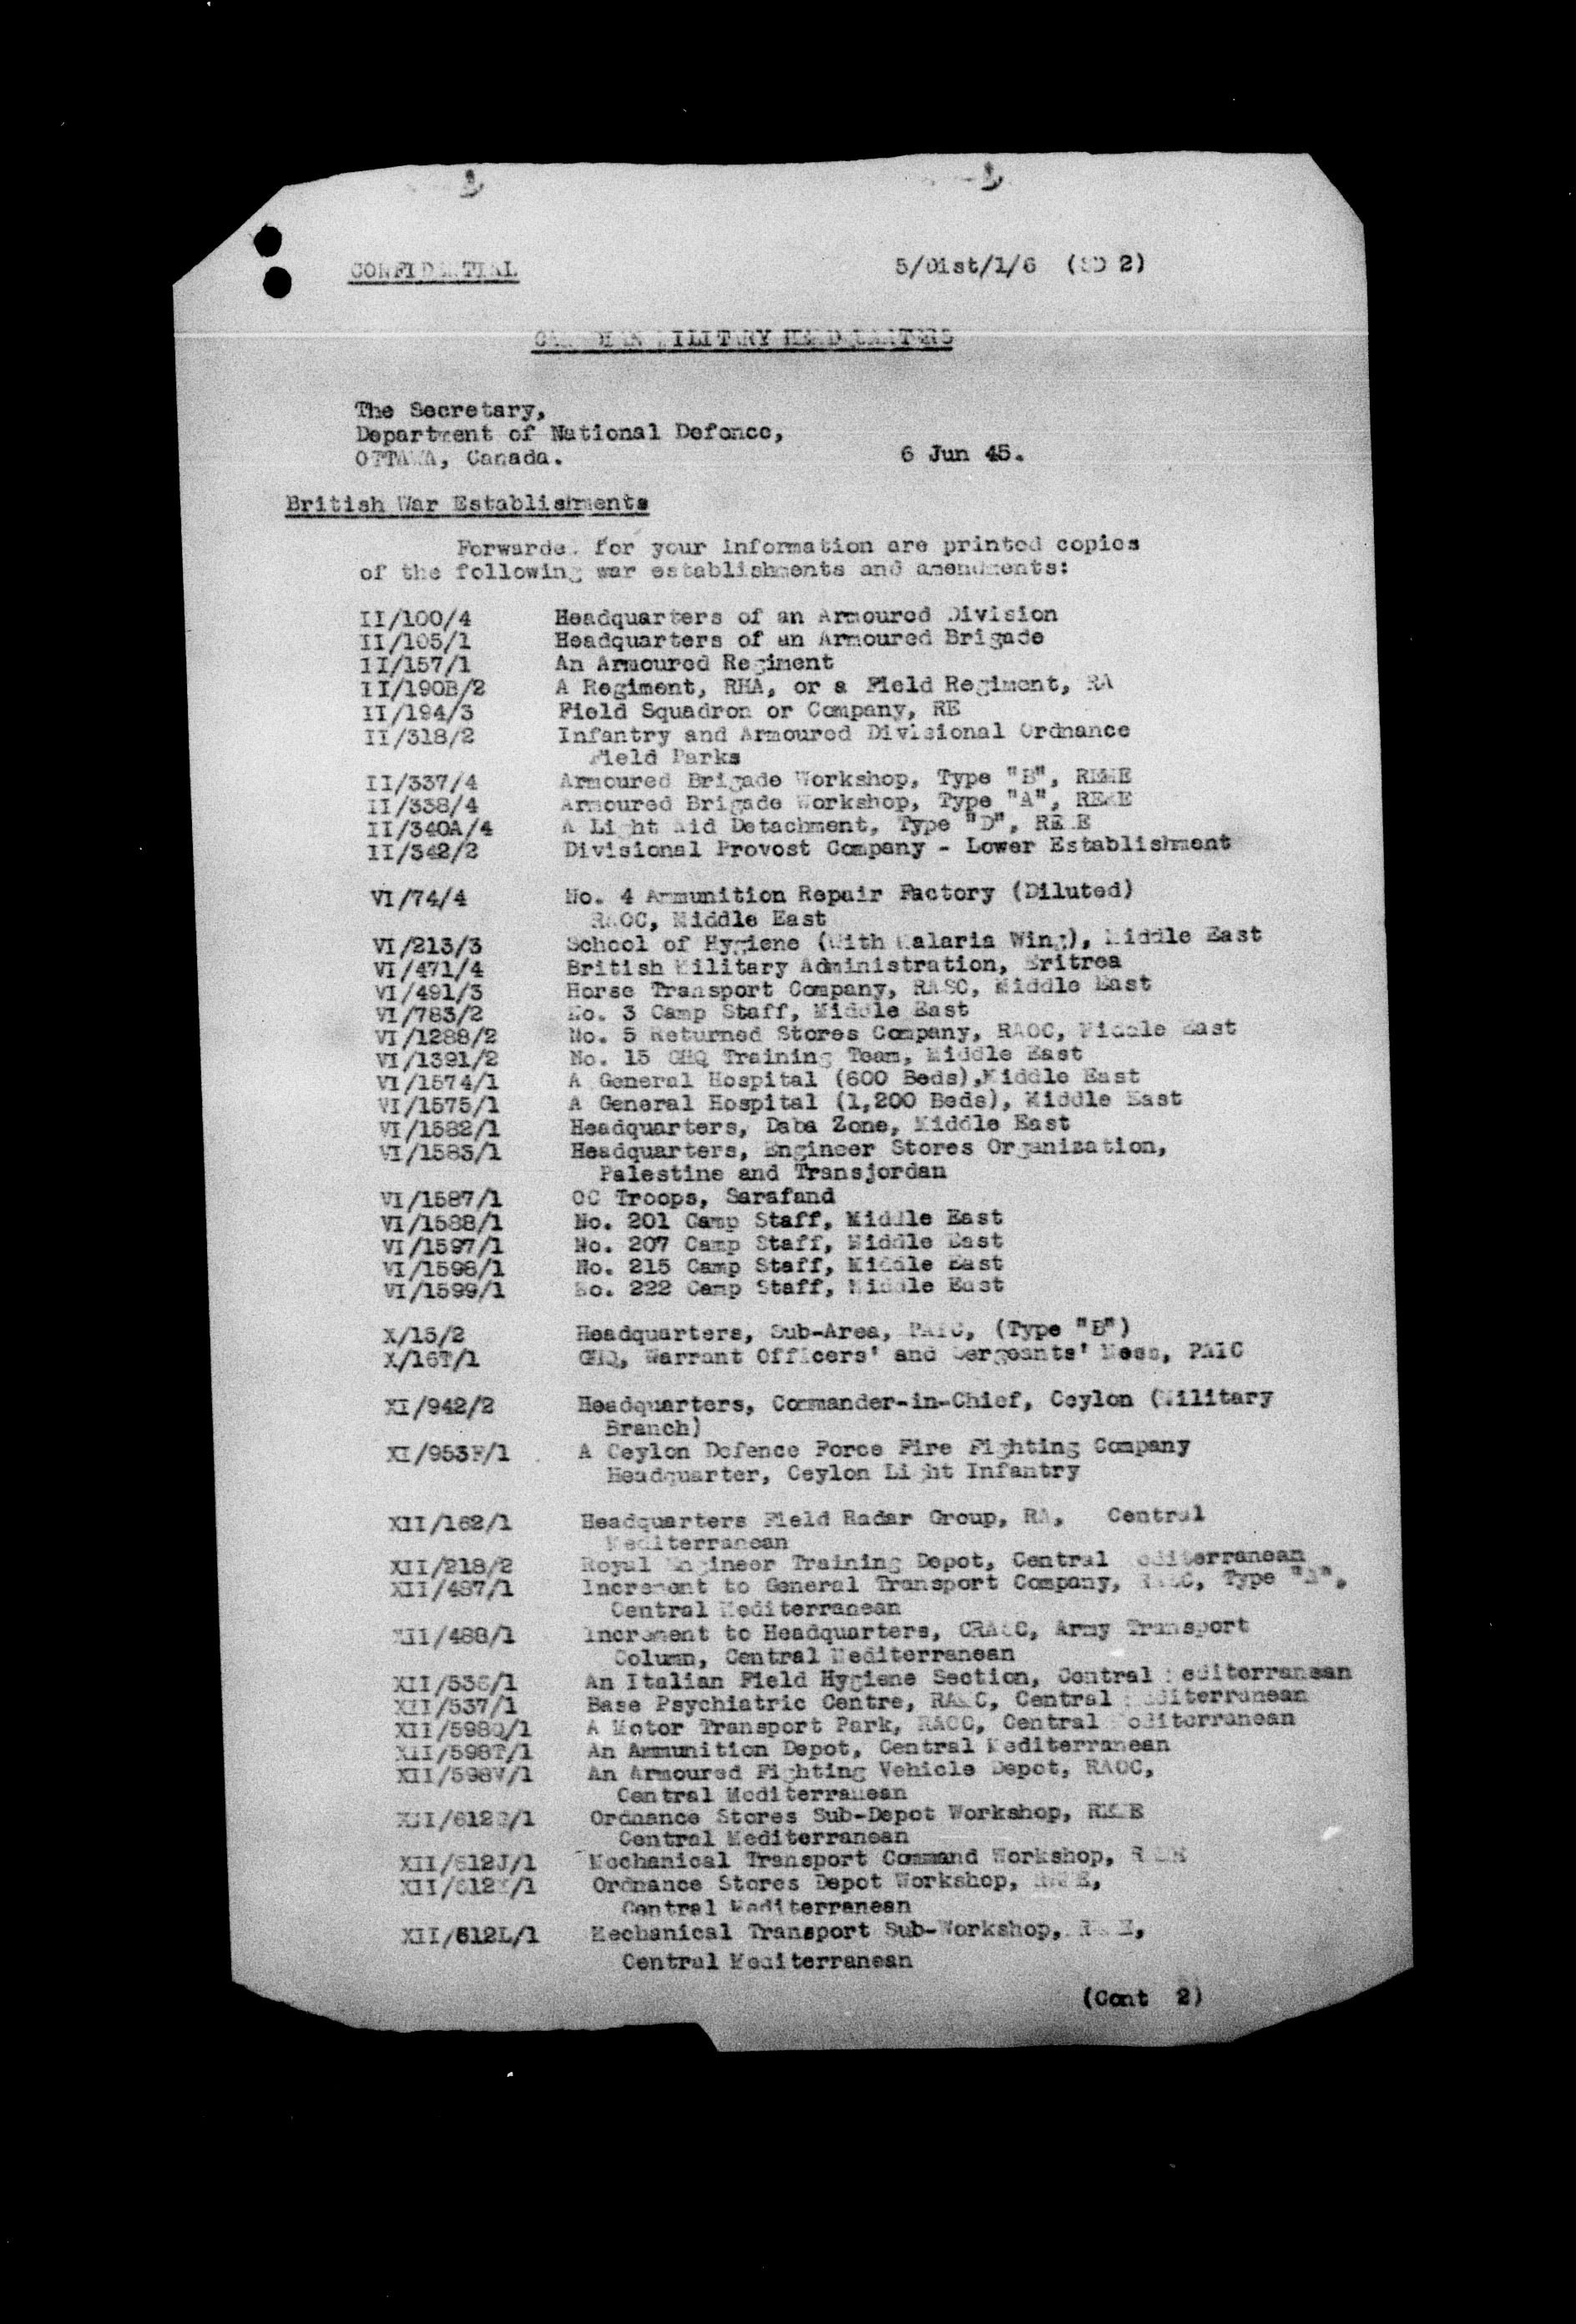 CONFIDENTIAL
5/Dist/1/6 (SD 2)
CANADIAN MILITARY HEADQUARTERS
The Secretary,
Department of National Defence,
OTTAWA, Canada.
6 Jun 45.
British War Establishments
Forwarded for your information are printed copies
of the following war establishments and amendments:
II/100/4 Headquarters of an Armoured Division
II/105/1 Headquarters of an Armoured Brigade
II/157/1 An Armoured Regiment
II/190B/2 A Regiment, RHA, or a Field Regiment, RA
II/194/3 Field Squadron or Company, RE
II/318/2 Infantry and Armoured Divisional Ordnance
Field Parks
II/337/4 Armoured Brigade Workshop, Type "B", REME
II/338/4 Armoured Brigade Workshop, Type "A", REME
II/340A/4 A Light Aid Detachment, Type "D", REME
II/342/2 Divisional Provost Company - Lower Establishment
VI/74/4 No. 4 Ammunition Repair Factory (Diluted)
RAOC, Middle East
VI/213/3 School of Hygiene (With Malaria Wing), Middle East
VI/471/4 British Military Administration, Eritrea
VI/491/3 Horse Transport Company, RASC, Middle East
VI/783/2 No. 3 Camp Staff, Middle East
VI/1288/2 No. 5 Returned Stores Company, RAOC, Middle East
VI/1391/2 No. 15 GHQ Training Team, Middle East
VI/1574/1 A General Hospital (600 Beds),Middle East
VI/1575/1 A General Hospital (1,200 Beds), Middle East
VI/1582/1 Headquarters, Daba Zone, Middle East
VI/1583/1 Headquarters, Engineer Stores Organization,
Palestine and Transjordan
VI/1587/1 OC Troops, Sarafand
VI/1588/1 No. 201 Camp Staff, Middle East
VI/1597/1 No. 207 Camp Staff, Middle East
VI/1598/1 No. 215 Camp Staff, Middle East
VI/1599/1 No. 222 Camp Staff, Middle East
X/15/2 Headquarters, Sub-Area, PAIC, (Type "B")
X/16T/1 GHQ, Warrant Officers' and Sergeants' Mess, PAIC
XI/942/2 Headquarters, Commander-in-Chief, Ceylon (Military
Branch)
XI/953F/1 A Ceylon Defence Force Fire Fighting Company
Headquarter, Ceylon Light Infantry
XII/162/1 Headquarters Field Radar Group, RA, Central
Mediterranean
XII/218/2 Royal Engineer Training Depot, Central Mediterranean
XII/487/1 Increment to General Transport Company, RASC, Type "A",
Central Mediterranean
XII/488/1 Increment to Headquarters, CRASC, Army Transport
Column, Central Mediterranean
XII/536/1 An Italian Field Hygiene Section, Central Mediterranean
XII/537/1 Base Psychiatric Centre, RAMC, Central Mediterranean
XII/598Q/1 A Motor Transport Park, RAOC, Central Mediterranean
XII/598T/1 An Ammunition Depot, Central Mediterranean
XII/598V/1 An Armoured Fighting Vehicle Depot, RAOC,
Central Mediterranean
Ordnance Stores Sub-Depot Workshop, REME
Central Mediterranean
XII/612J/1 Mechanical Transport Command Workshop, REME
Ordnance Stores Depot Workshop, REME,
Central Mediterranean
XII/612L/1 Mechanical Transport Sub-Workshop, REME,
Central Mediterranean
(Cont 2)